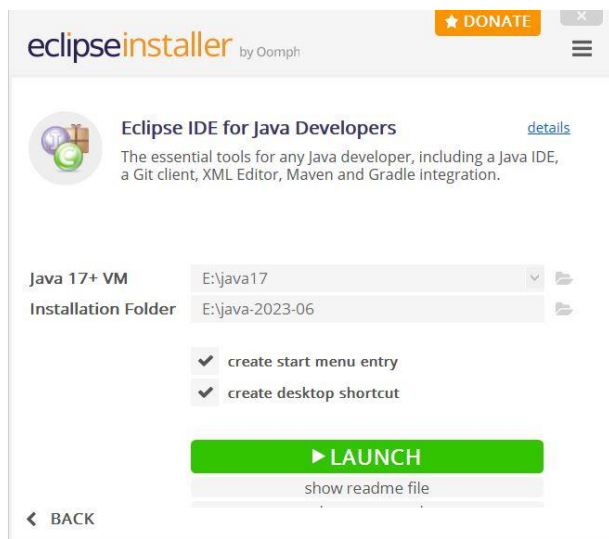 ★ DONATE
eclipseinstaller by Oomph
Eclipse IDE for Java Developers details
The essential tools for any Java developer, including a Java IDE,
a Git client, XML Editor, Maven and Gradle integration.
Java 17+ VM E:\java17
Installation Folder E:\java-2023-06
create start menu entry
create desktop shortcut
LAUNCH
show readme file
BACK